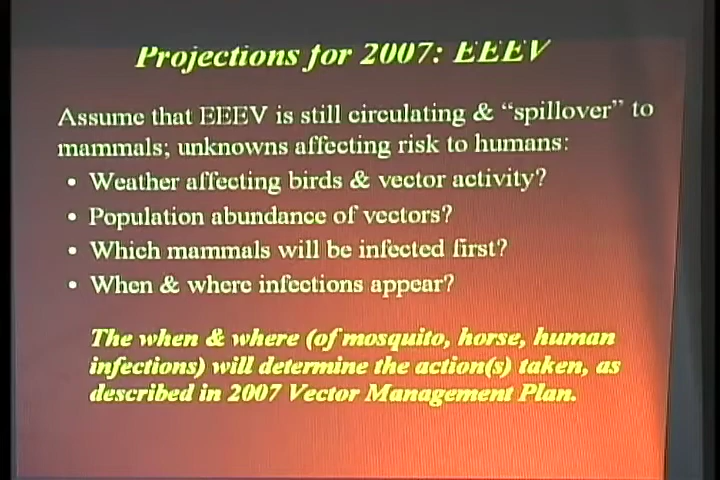 Projections for 2007: EEEV
Assume that EEEV is still circulating & “spillover” to
mammals; unknowns affecting risk to humans:
• Weather affecting birds & vector activity?
• Population abundance of vectors?
• Which mammals will be infected first?
• When & where infections appear?
The when & where (of mosquito, horse, human
infections) will determine the action(s) taken, as
described in 2007 Vector Management Plan.